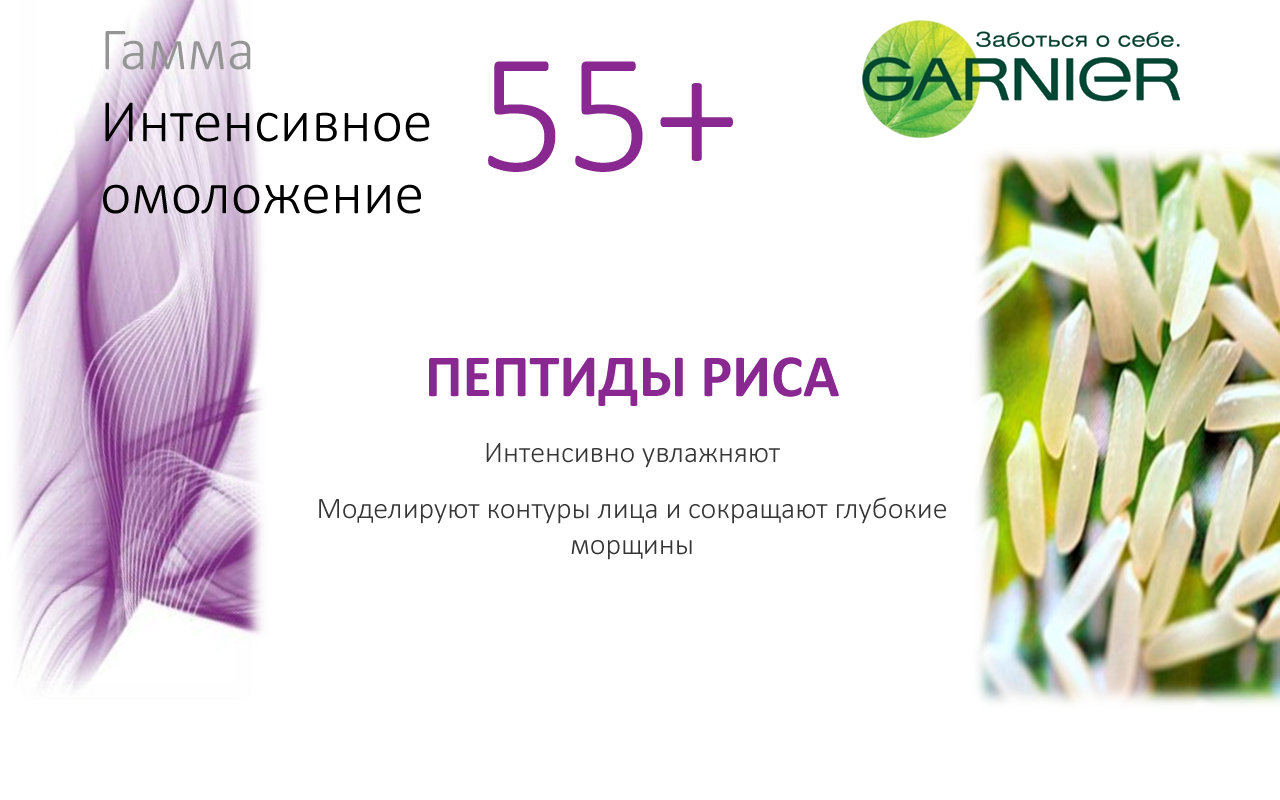 Гамма
Интенсивное
омоложение
55+
Заботься о себе.
GARNIER
ПЕПТИДЫ РИСА
Интенсивно увлажняют
Моделируют контуры лица и сокращают глубокие
морщины